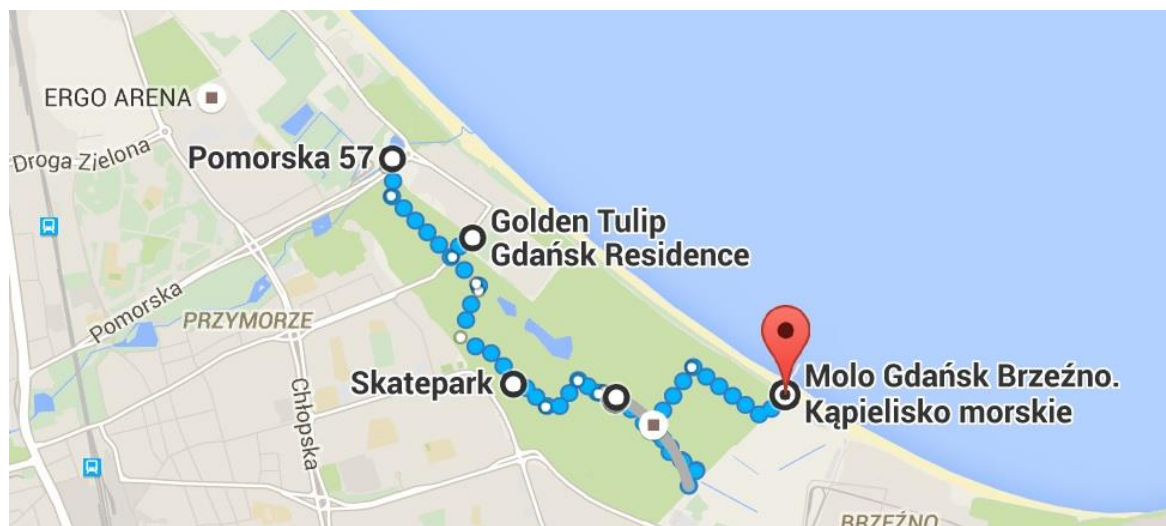 ERGO ARENA
Droga Zielona
Pomorska 57
Golden Tulip
Gdańsk Residence
Pomorska
PRZYMORZE
Chłopska
Skatepark
Molo Gdańsk Brzeźno.
Kąpielisko morskie
BRZEŹNO